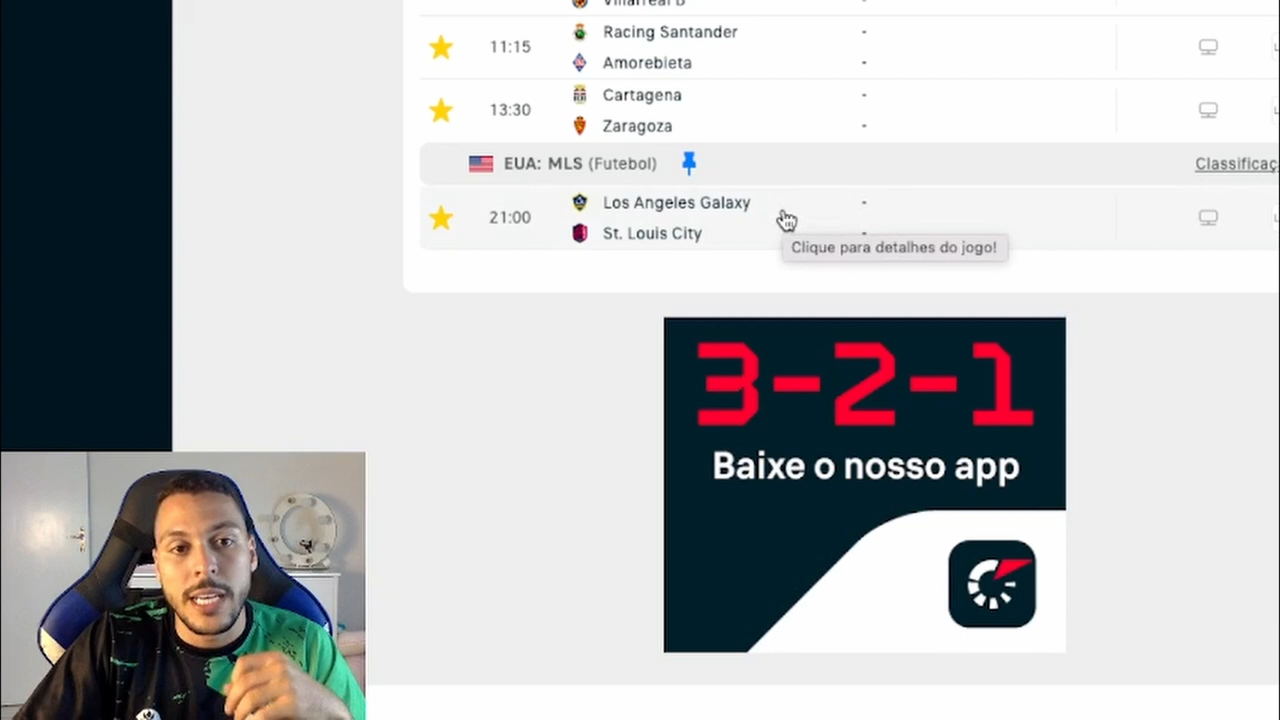 Villarreal B
11:15
Racing Santander
-
Amorebieta
-
13:30
Cartagena
-
Zaragoza
-
EUA: MLS (Futebol)
Classificaç
21:00
Los Angeles Galaxy
-
St. Louis City
-
Clique para detalhes do jogo!
3-2-1
Baixe o nosso app